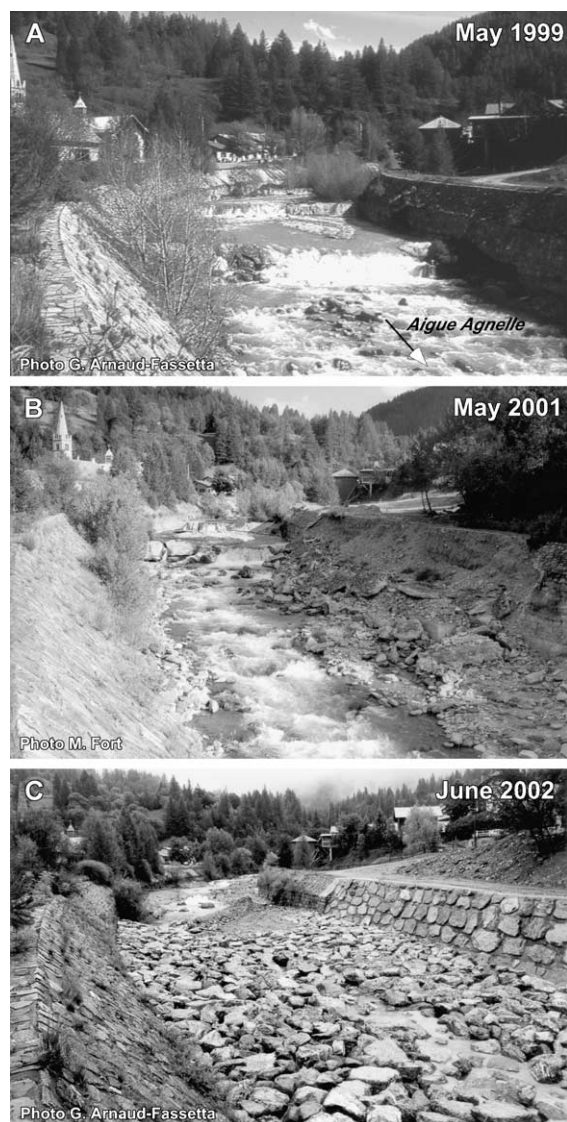 A
May 1999
Aigue Agnelle
Photo G. Arnaud-Fassetta
B
May 2001
Photo M. Fort
C
June 2002
Photo G. Arnaud-Fassetta